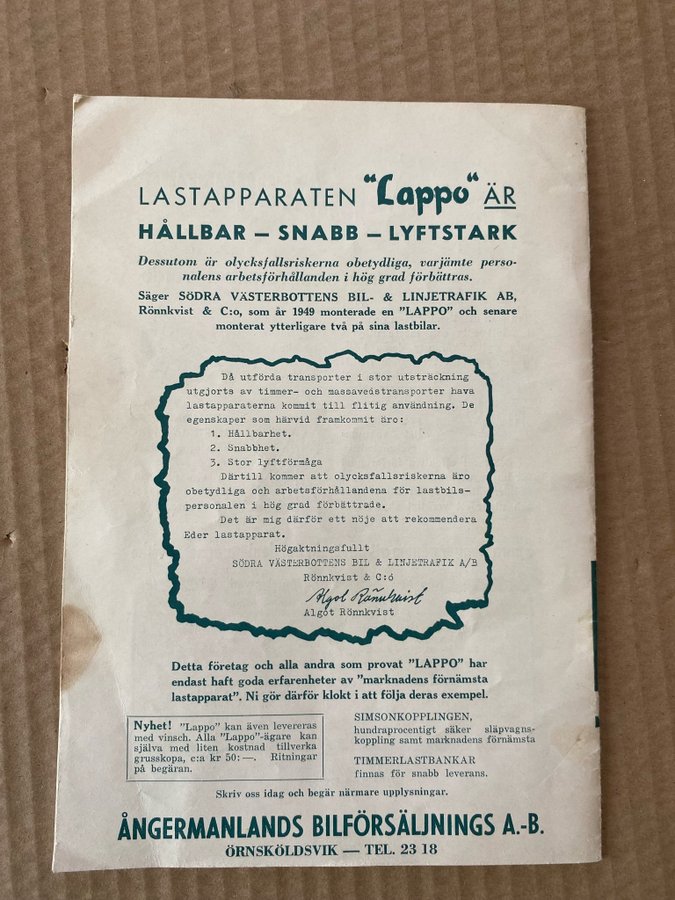 LASTAPPARATEN "Lappo" ÄR
HÅLLBAR — SNABB — LYFTSTARK
Dessutom är olycksfallsriskerna obetydliga, varjämte perso-
nalens arbetsförhållanden i hög grad förbättras.
Säger SÖDRA VÄSTERBOTTENS BIL- & LINJETRAFIK AB,
Rönnkvist & C:o, som år 1949 monterade en "LAPPO" och senare
monterat ytterligare två på sina lastbilar.
Då utförda transporter i stor utsträckning
utgjorts av timmer- och massavedstransporter hava
lastapparaterna kommit till flitig användning. De
egenskaper som härvid framkommit äro:
1. Hållbarhet.
2. Snabbhet.
3. Stor lyftförmåga
Därtill kommer att olycksfallsriskerna äro
obetydliga och arbetsförhållandena för lastbils-
personalen i hög grad förbättrade.
Det är mig därför ett nöje att rekommendera
Eder lastapparat.
Högaktningsfullt
SÖDRA VÄSTERBOTTENS BIL & LINJETRAFIK A/B
Rönnkvist & C:ó
Algot Rönnkvist
Algot Rönnkvist
Detta företag och alla andra som provat "LAPPO" har
endast haft goda erfarenheter av "marknadens förnämsta
lastapparat". Ni gör därför klokt i att följa deras exempel.
Nyhet! "Lappo" kan även levereras
med vinsch. Alla "Lappo"-ägare kan
själva med liten kostnad tillverka
grusskopa, c:a kr 50: —. Ritningar
på begäran.
SIMSONKOPPLINGEN,
hundraprocentigt säker släpvagns-
koppling samt marknadens förnämsta
TIMMERLASTBANKAR
finnas för snabb leverans.
Skriv oss idag och begär närmare upplysningar.
ÅNGERMANLANDS BILFÖRSÄLJNINGS A.-B.
ÖRNSKÖLDSVIK — TEL. 23 18